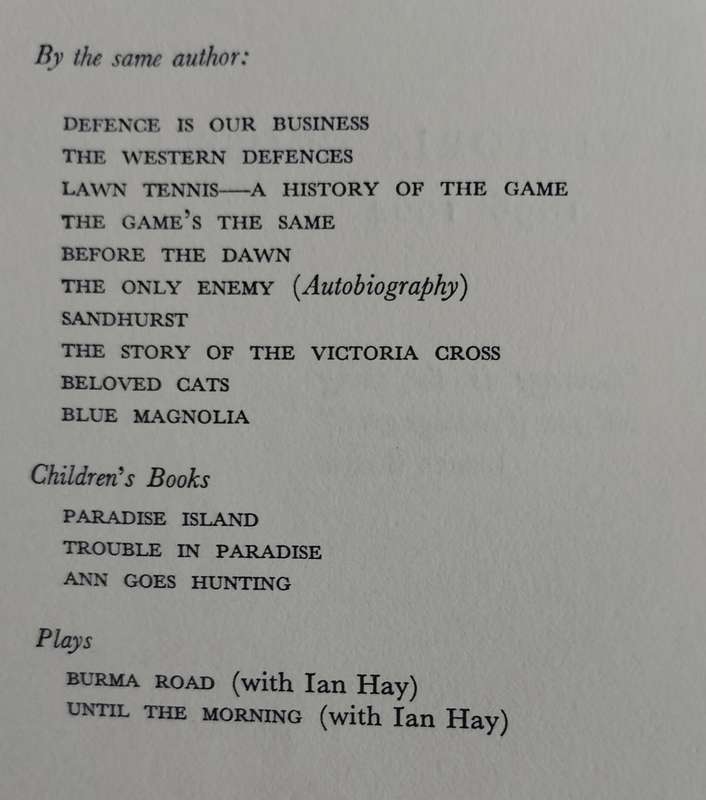 By the same author:
DEFENCE IS OUR BUSINESS
THE WESTERN DEFENCES
LAWN TENNIS—A HISTORY OF THE GAME
THE GAME'S THE SAME
BEFORE THE DAWN
THE ONLY ENEMY (Autobiography)
SANDHURST
THE STORY OF THE VICTORIA CROSS
BELOVED CATS
BLUE MAGNOLIA
Children's Books
PARADISE ISLAND
TROUBLE IN PARADISE
ANN GOES HUNTING
Plays
BURMA ROAD (with Ian Hay)
UNTIL THE MORNING (with Ian Hay)